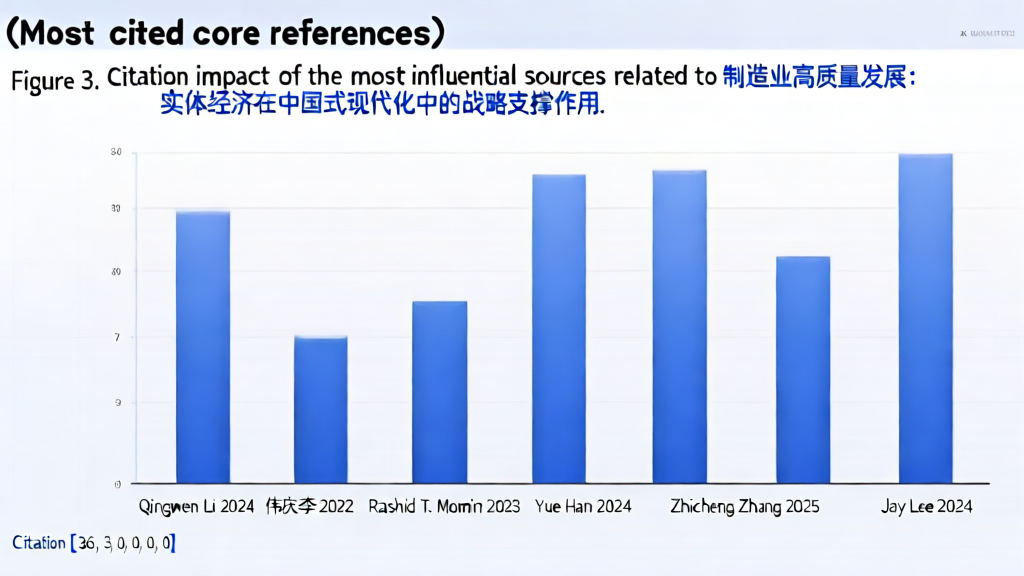 (Most cited core references)
Figure 3. Citation impact of the most influential sources related to 制造业高质量发展:
实体经济在中国式现代化中的战略支撑作用.
7
9
0
Qingwen Li 2024 伟庆李 2022 Rashid T. Momin 2023 Yue Han 2024 Zhicheng Zhang 2025 Jay Lee 2024
Citation [36, 3, 0, 0, 0, 0]